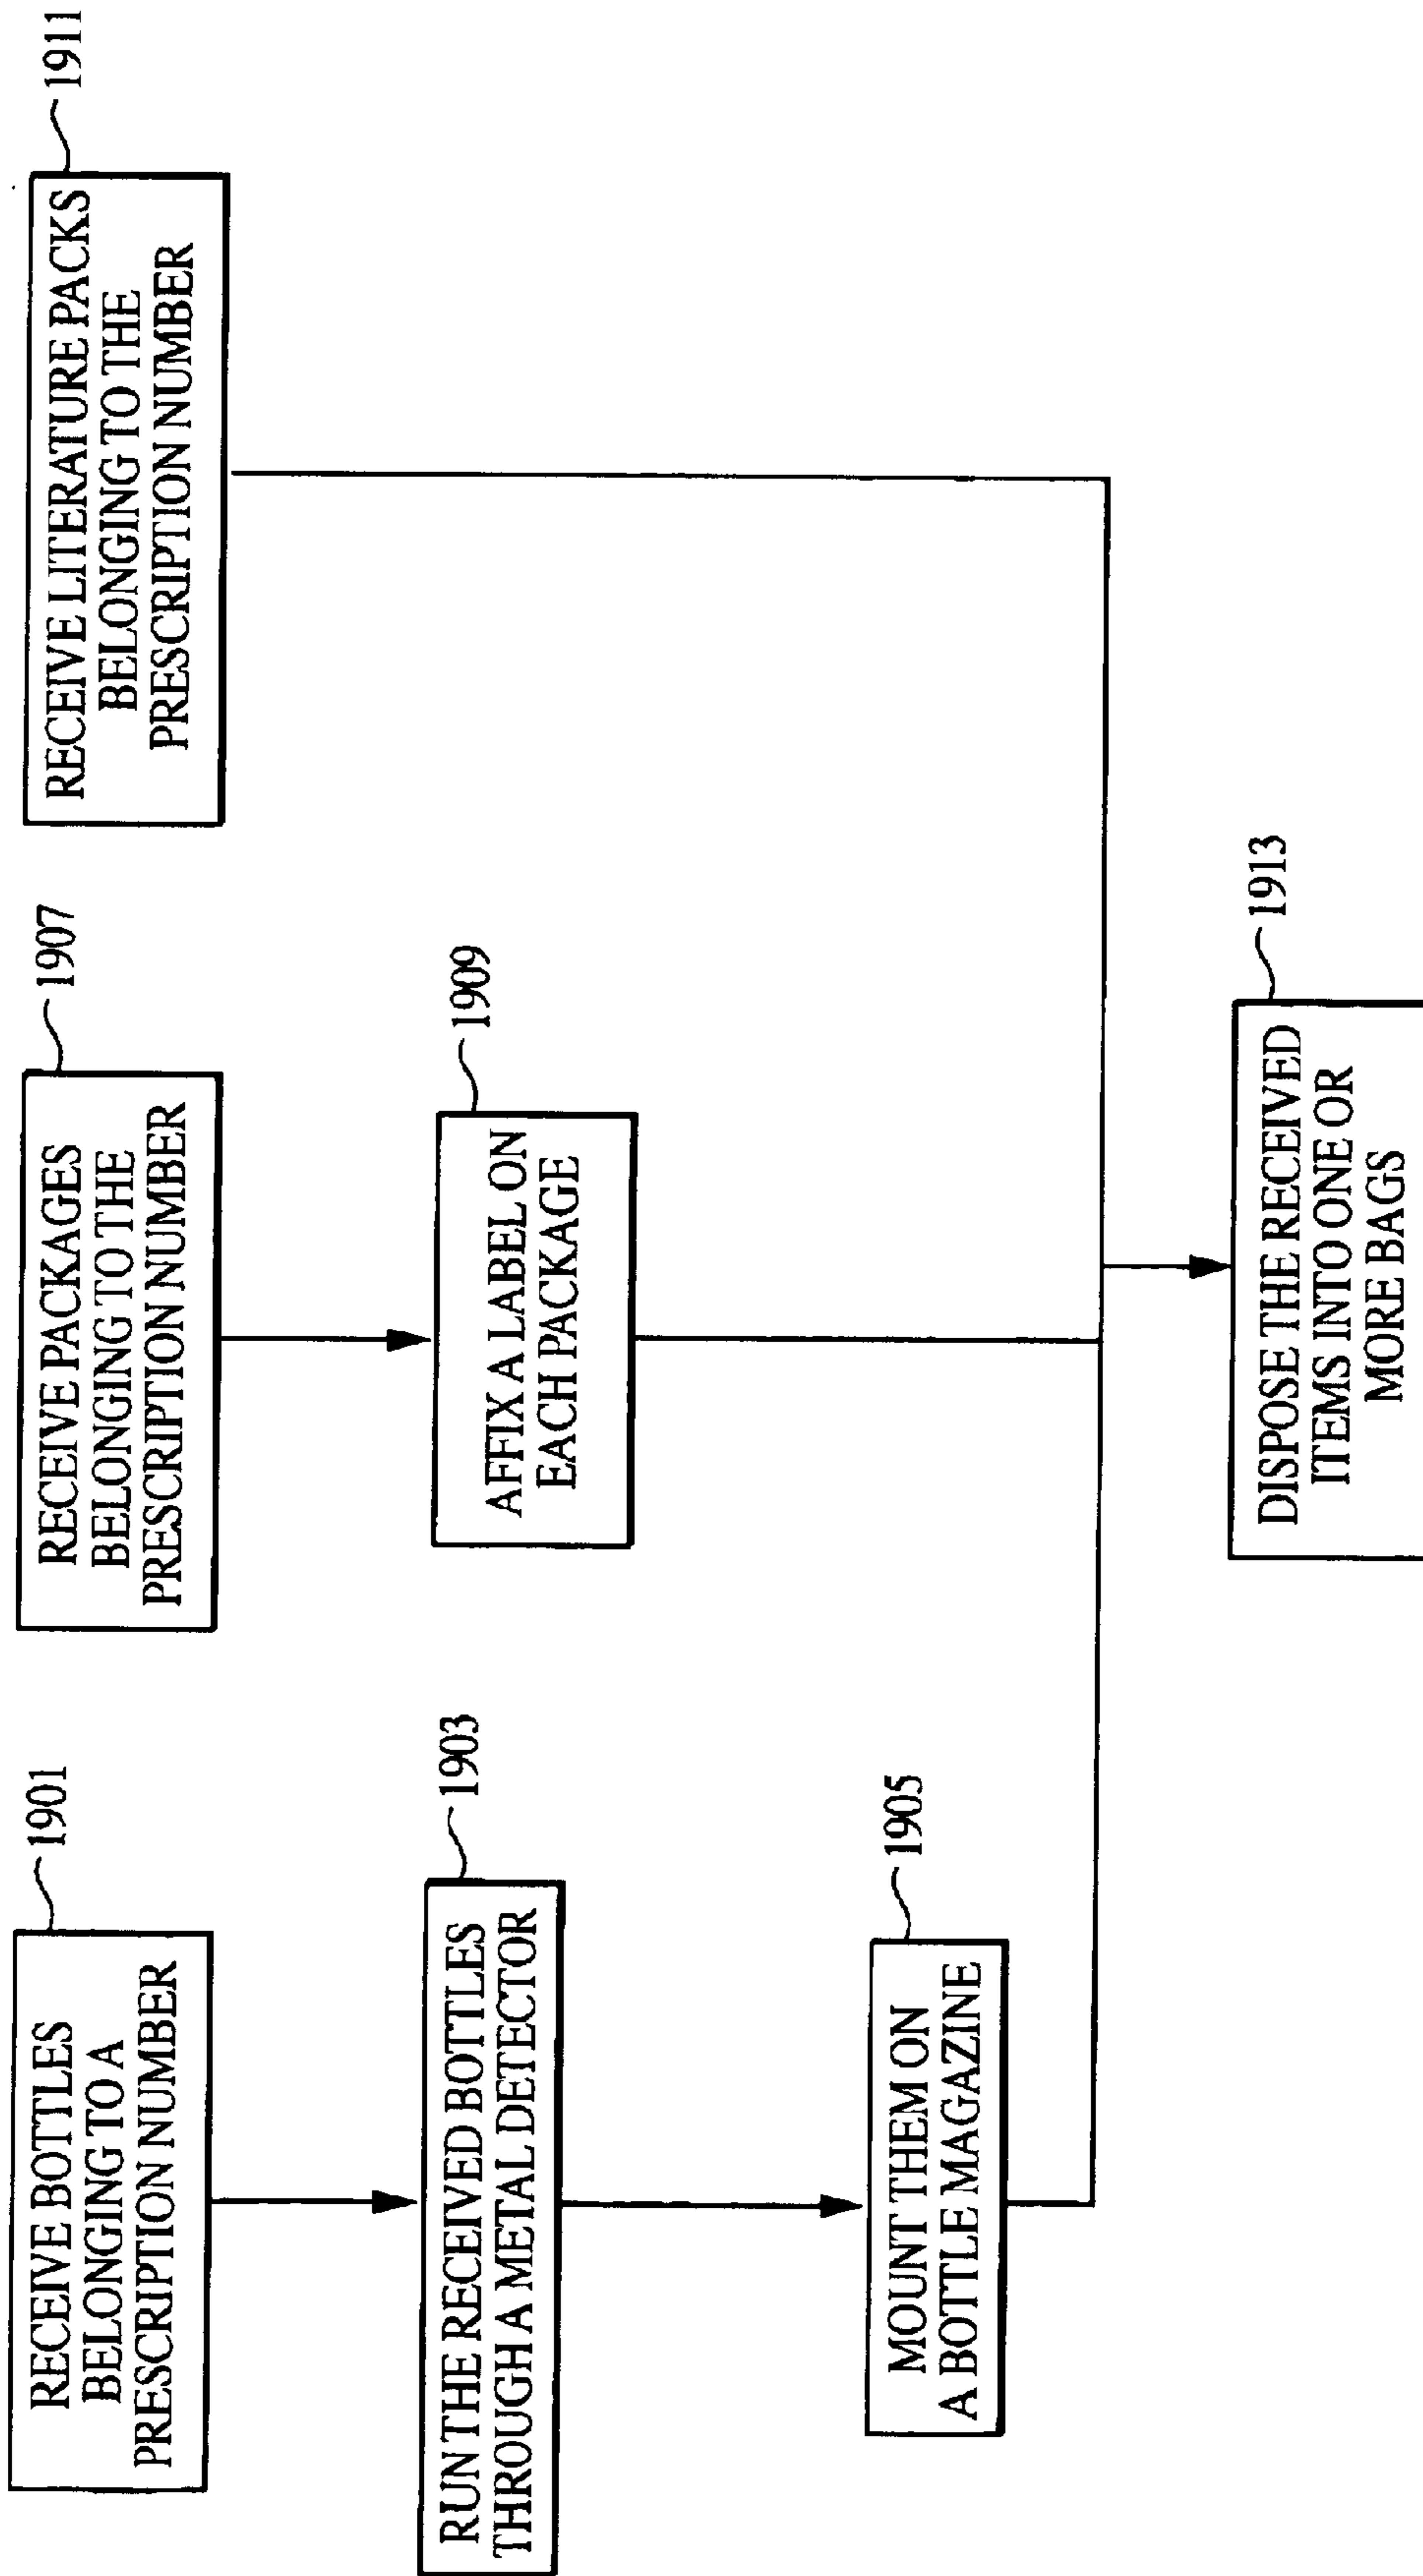 RECEIVE BOTTLES
BELONGING TO A
PRESCRIPTION NUMBER
1901
RUN THE RECEIVED BOTTLES
THROUGH A METAL DETECTOR
1903
MOUNT THEM ON
A BOTTLE MAGAZINE
1905
RECEIVE PACKAGES
BELONGING TO THE
PRESCRIPTION NUMBER
1907
AFFIX A LABEL ON
EACH PACKAGE
1909
RECEIVE LITERATURE PACKS
BELONGING TO THE
PRESCRIPTION NUMBER
1911
DISPOSE THE RECEIVED
ITEMS INTO ONE OR
MORE BAGS
1913